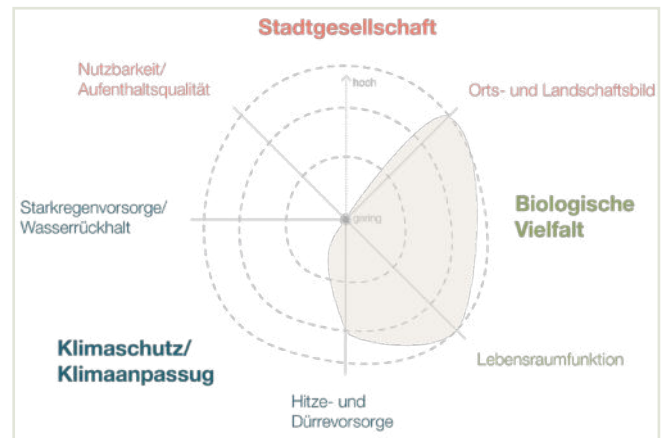 Stadtgesellschaft
Nutzbarkeit/
Aufenthaltsqualität
hoch
Orts- und Landschaftsbild
Starkregenvorsorge/
Wasserrückhalt
gering
Biologische
Vielfalt
Klimaschutz/
Klimaanpassug
Lebensraumfunktion
Hitze- und
Dürrevorsorge